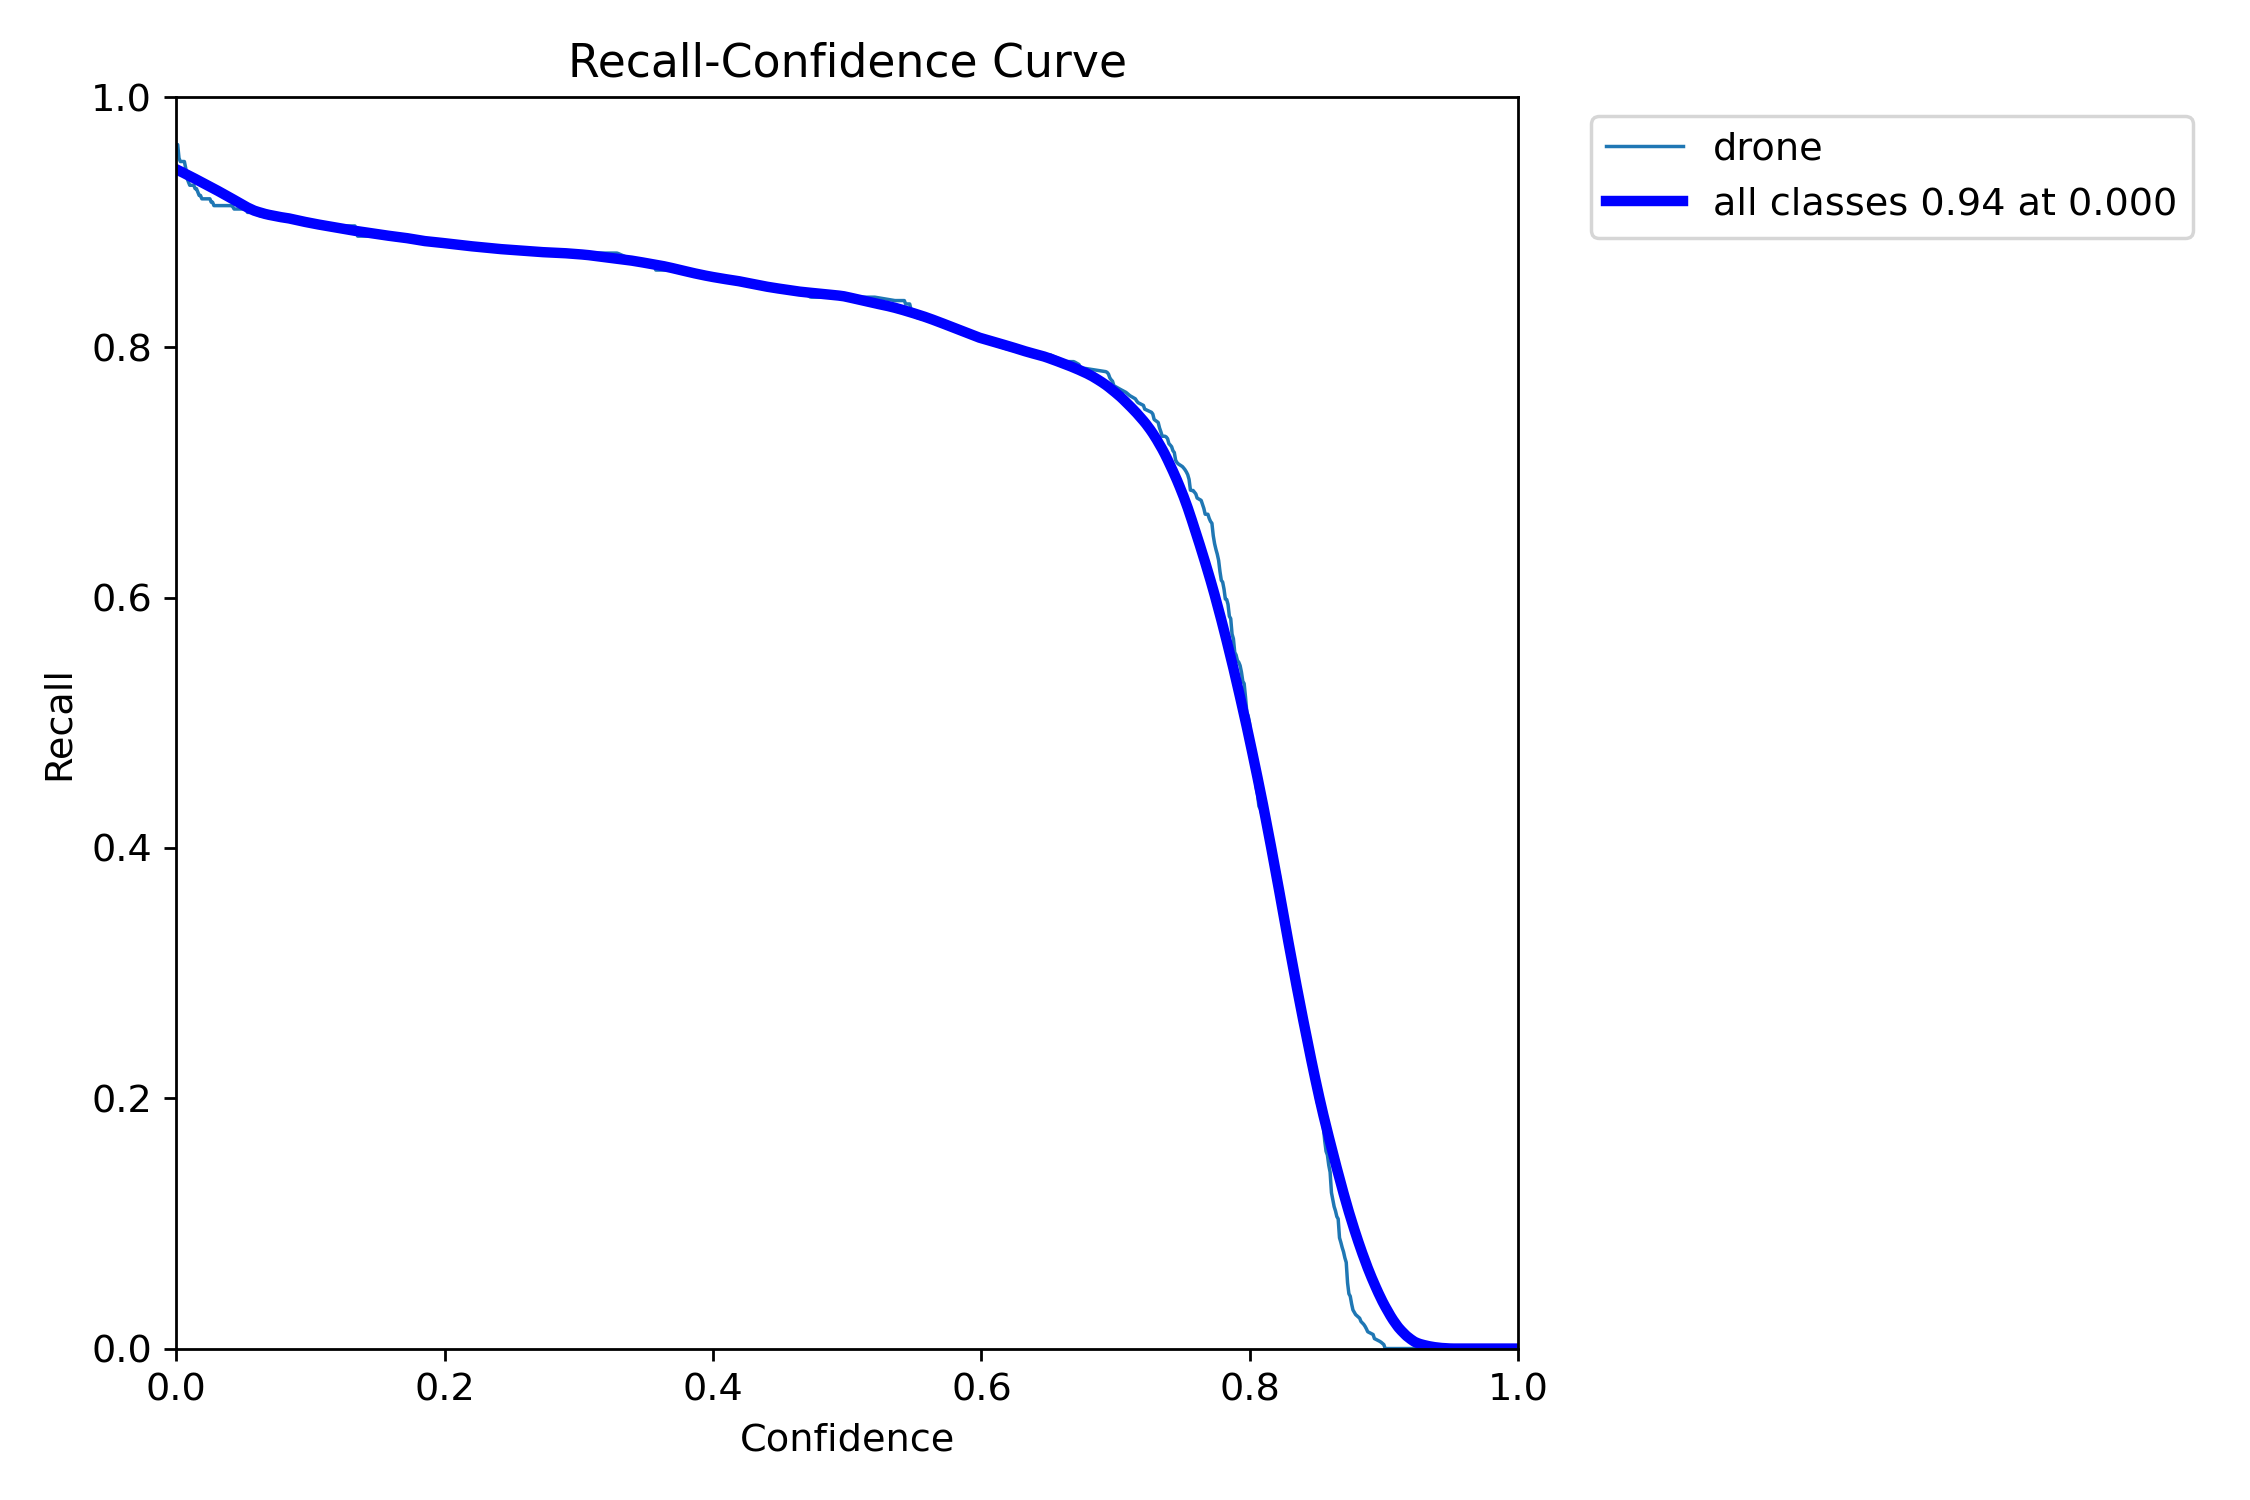 Recall-Confidence Curve
1.0
0.8
0.6
0.4
0.2
0.0
Recall
0.0 0.2 0.4 0.6 0.8 1.0
Confidence
drone
all classes 0.94 at 0.000